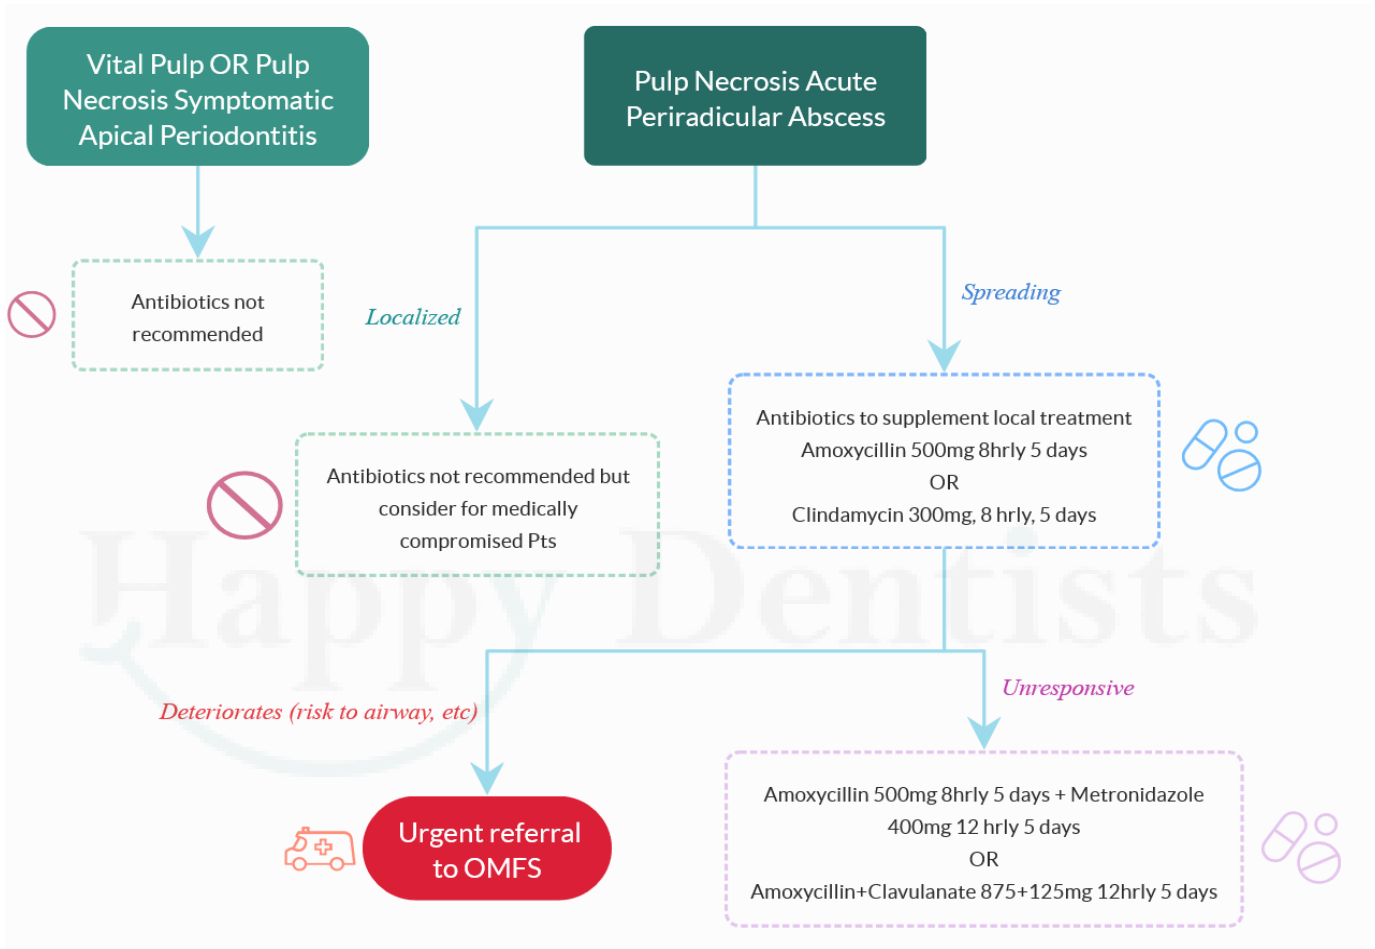 Vital Pulp OR Pulp
Necrosis Symptomatic
Apical Periodontitis
Pulp Necrosis Acute
Periradicular Abscess
Antibiotics not
recommended
Localized
Spreading
Antibiotics not recommended but
consider for medically
compromised Pts
Antibiotics to supplement local treatment
Amoxycillin 500mg 8hrly 5 days
OR
Clindamycin 300mg, 8 hrly, 5 days
Happy Dentists
Deteriorates (risk to airway, etc)
Unresponsive
Urgent referral
to OMFS
Amoxycillin 500mg 8hrly 5 days + Metronidazole
400mg 12 hrly 5 days
OR
Amoxycillin+Clavulanate 875+125mg 12hrly 5 days